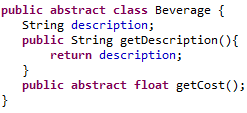 public abstract class Beverage {
    String description;
    public String getDescription(){
        return description;
    }
    public abstract float getCost();
}